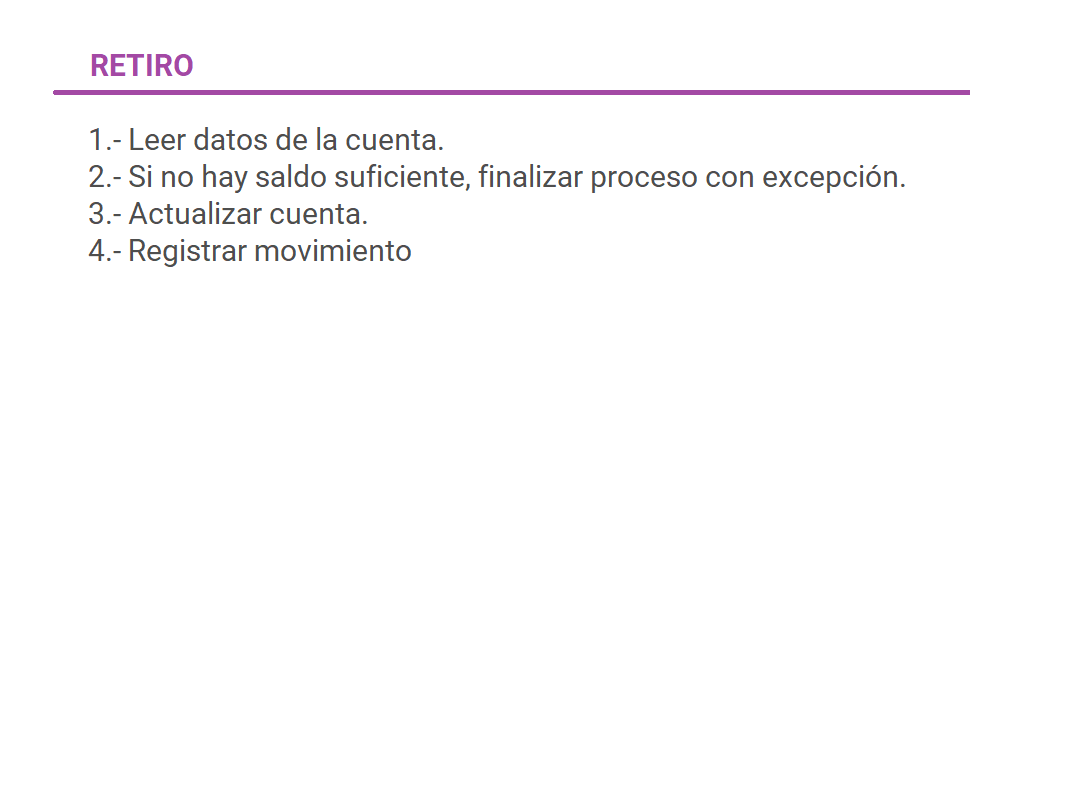 RETIRO
1.- Leer datos de la cuenta.
2.- Si no hay saldo suficiente, finalizar proceso con excepción.
3.- Actualizar cuenta.
4.- Registrar movimiento